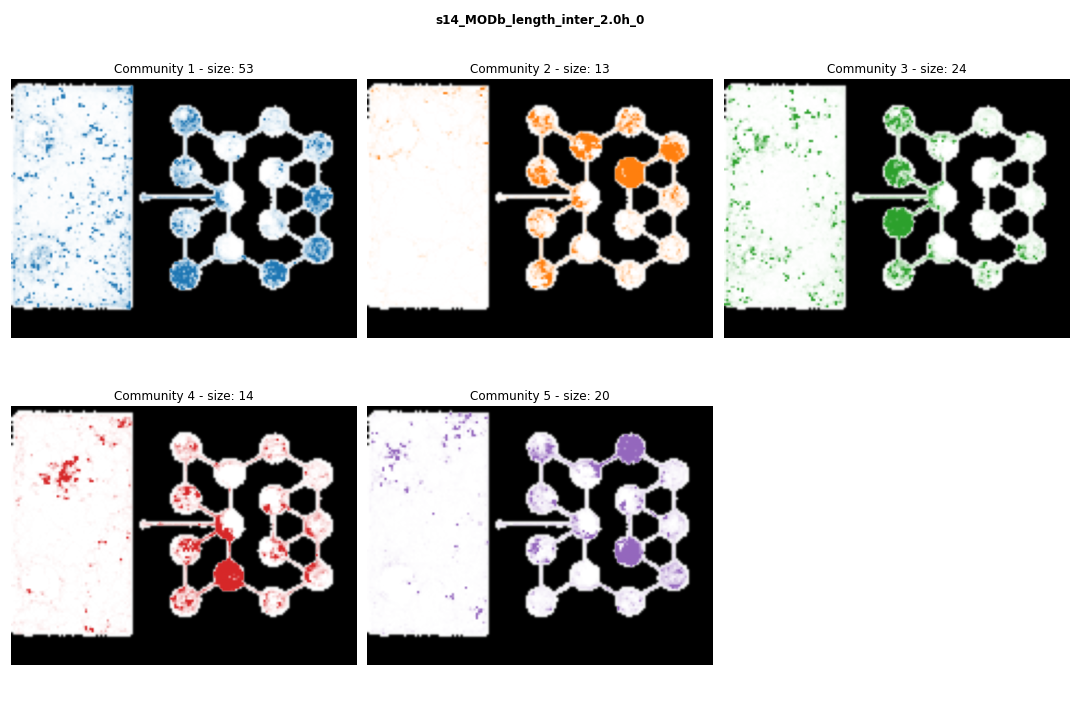 s14_MODb_length_inter_2.0h_0
Community 1 - size: 53
Community 2 - size: 13
Community 3 - size: 24
Community 4 - size: 14
Community 5 - size: 20